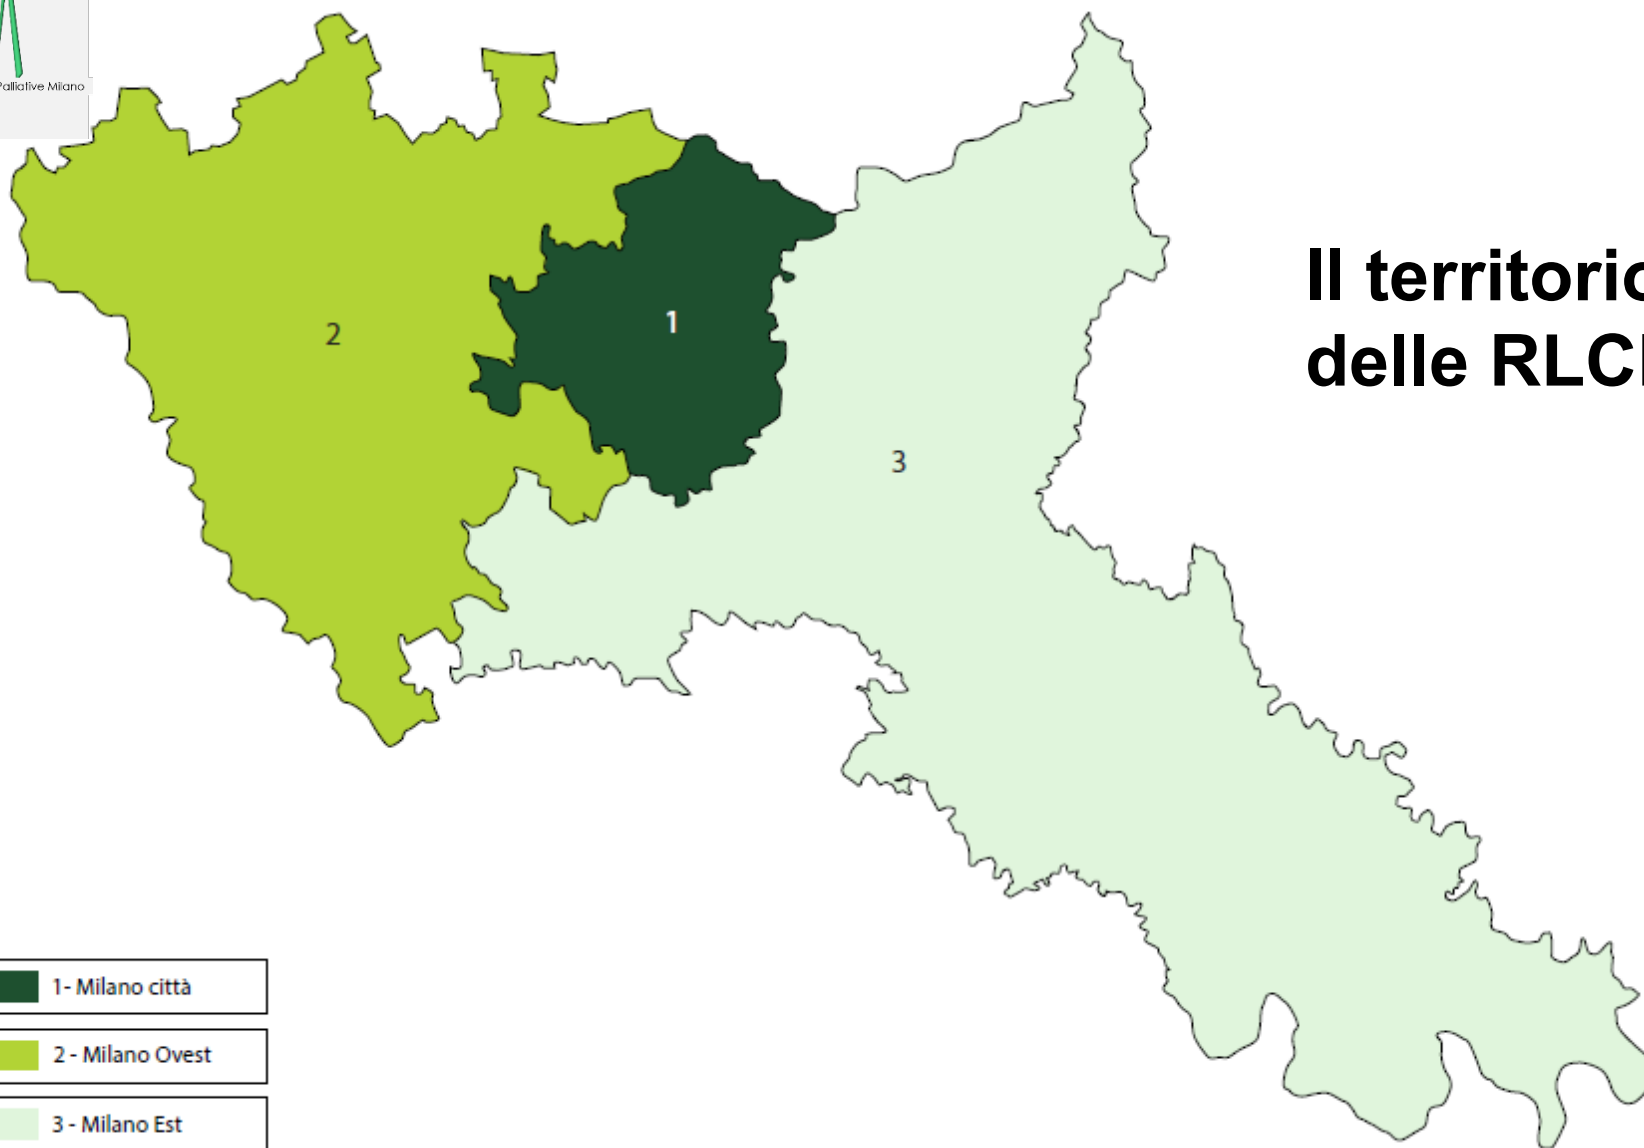 Palliative Milano
Il territorio
delle RLC
2
1
3
1- Milano città
2 - Milano Ovest
3 - Milano Est